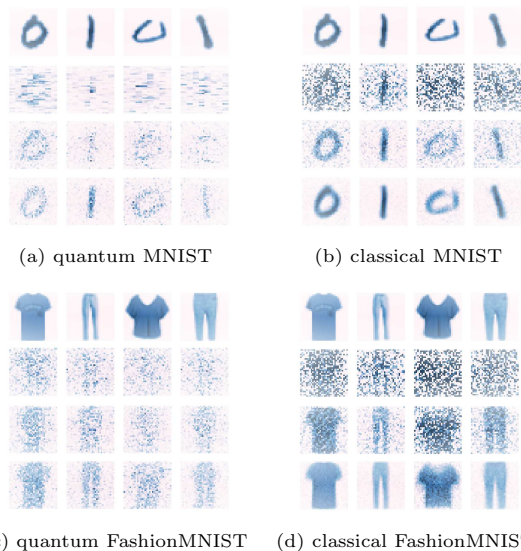 (a) quantum MNIST
(b) classical MNIST
) quantum FashionMNIST
(d) classical FashionMNIS